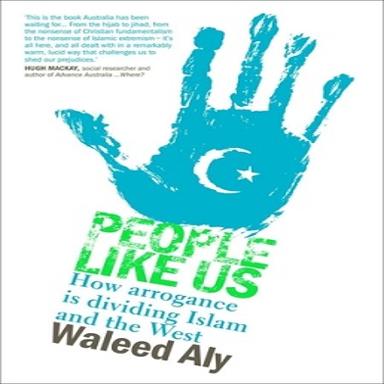 'This is the book Australia has been
waiting for... From the hijab to jihad, from
the nonsense of Christian fundamentalism
to the nonsense of Islamic extremism – it's
all here, and all dealt with in a remarkably
warm, lucid way that challenges us to
shed our prejudices.'
HUGH MACKAY, social researcher and
author of Advance Australia ...Where?
PEOPLE
LIKE US
How arrogance
is dividing Islam
and the West
Waleed Aly